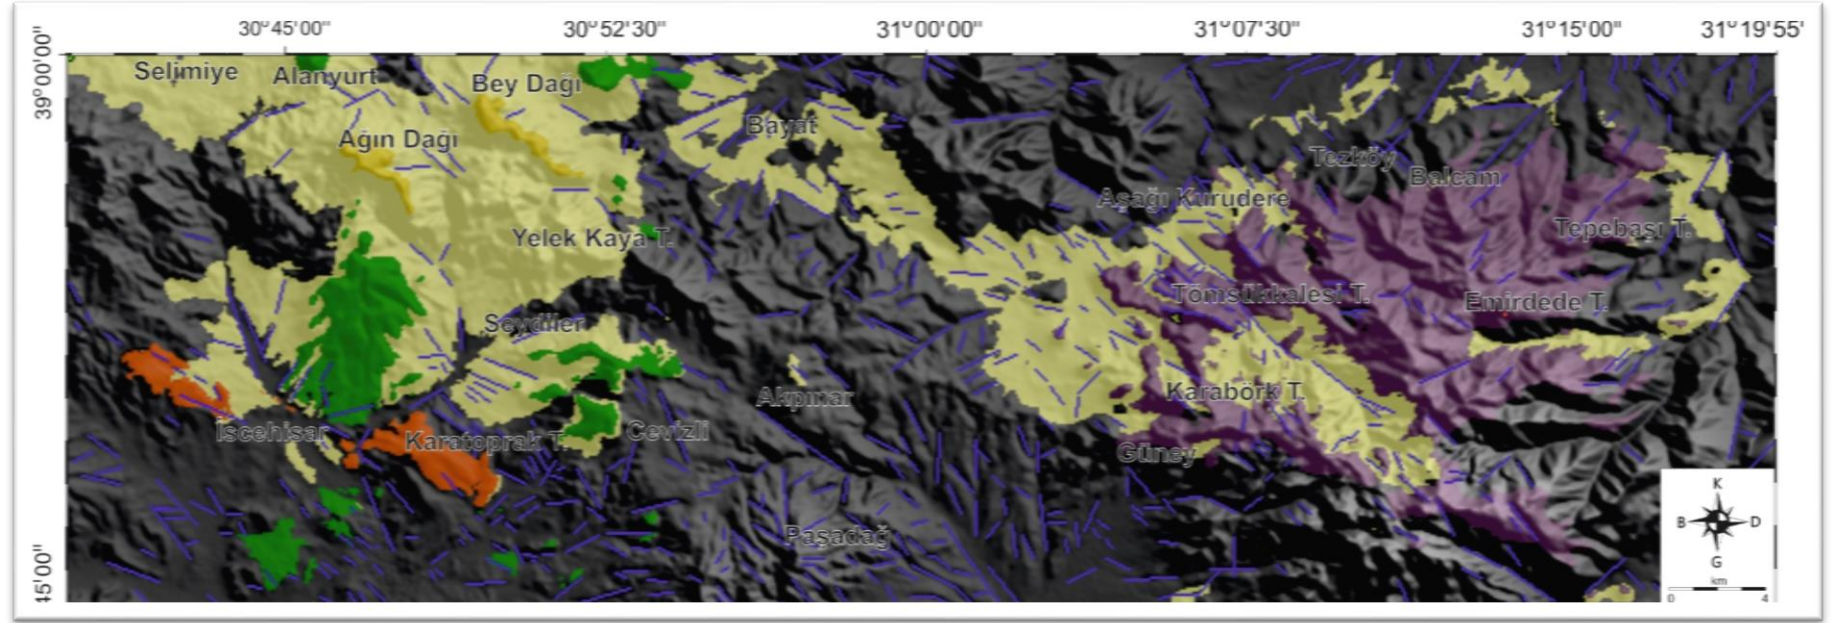 30°45'00" 30°52'30" 31°00'00" 31°07'30" 31°15'00" 31°19'55'
39°00'00"
Selimiye Alanyurt Bey Dağı
Ağın Dağı Bayat
Tezköy
Balcam
Aşağı Kurudere
Yelek Kaya T. Tepebaşı T.
Tömsükkalesi T. Emirdede T.
Seydiler
Akpınar Karabörk T.
İscehisar Karatoprak T. Cevizli
Güney
Paşadağ
15'00"
K
B D
G
km
0 4